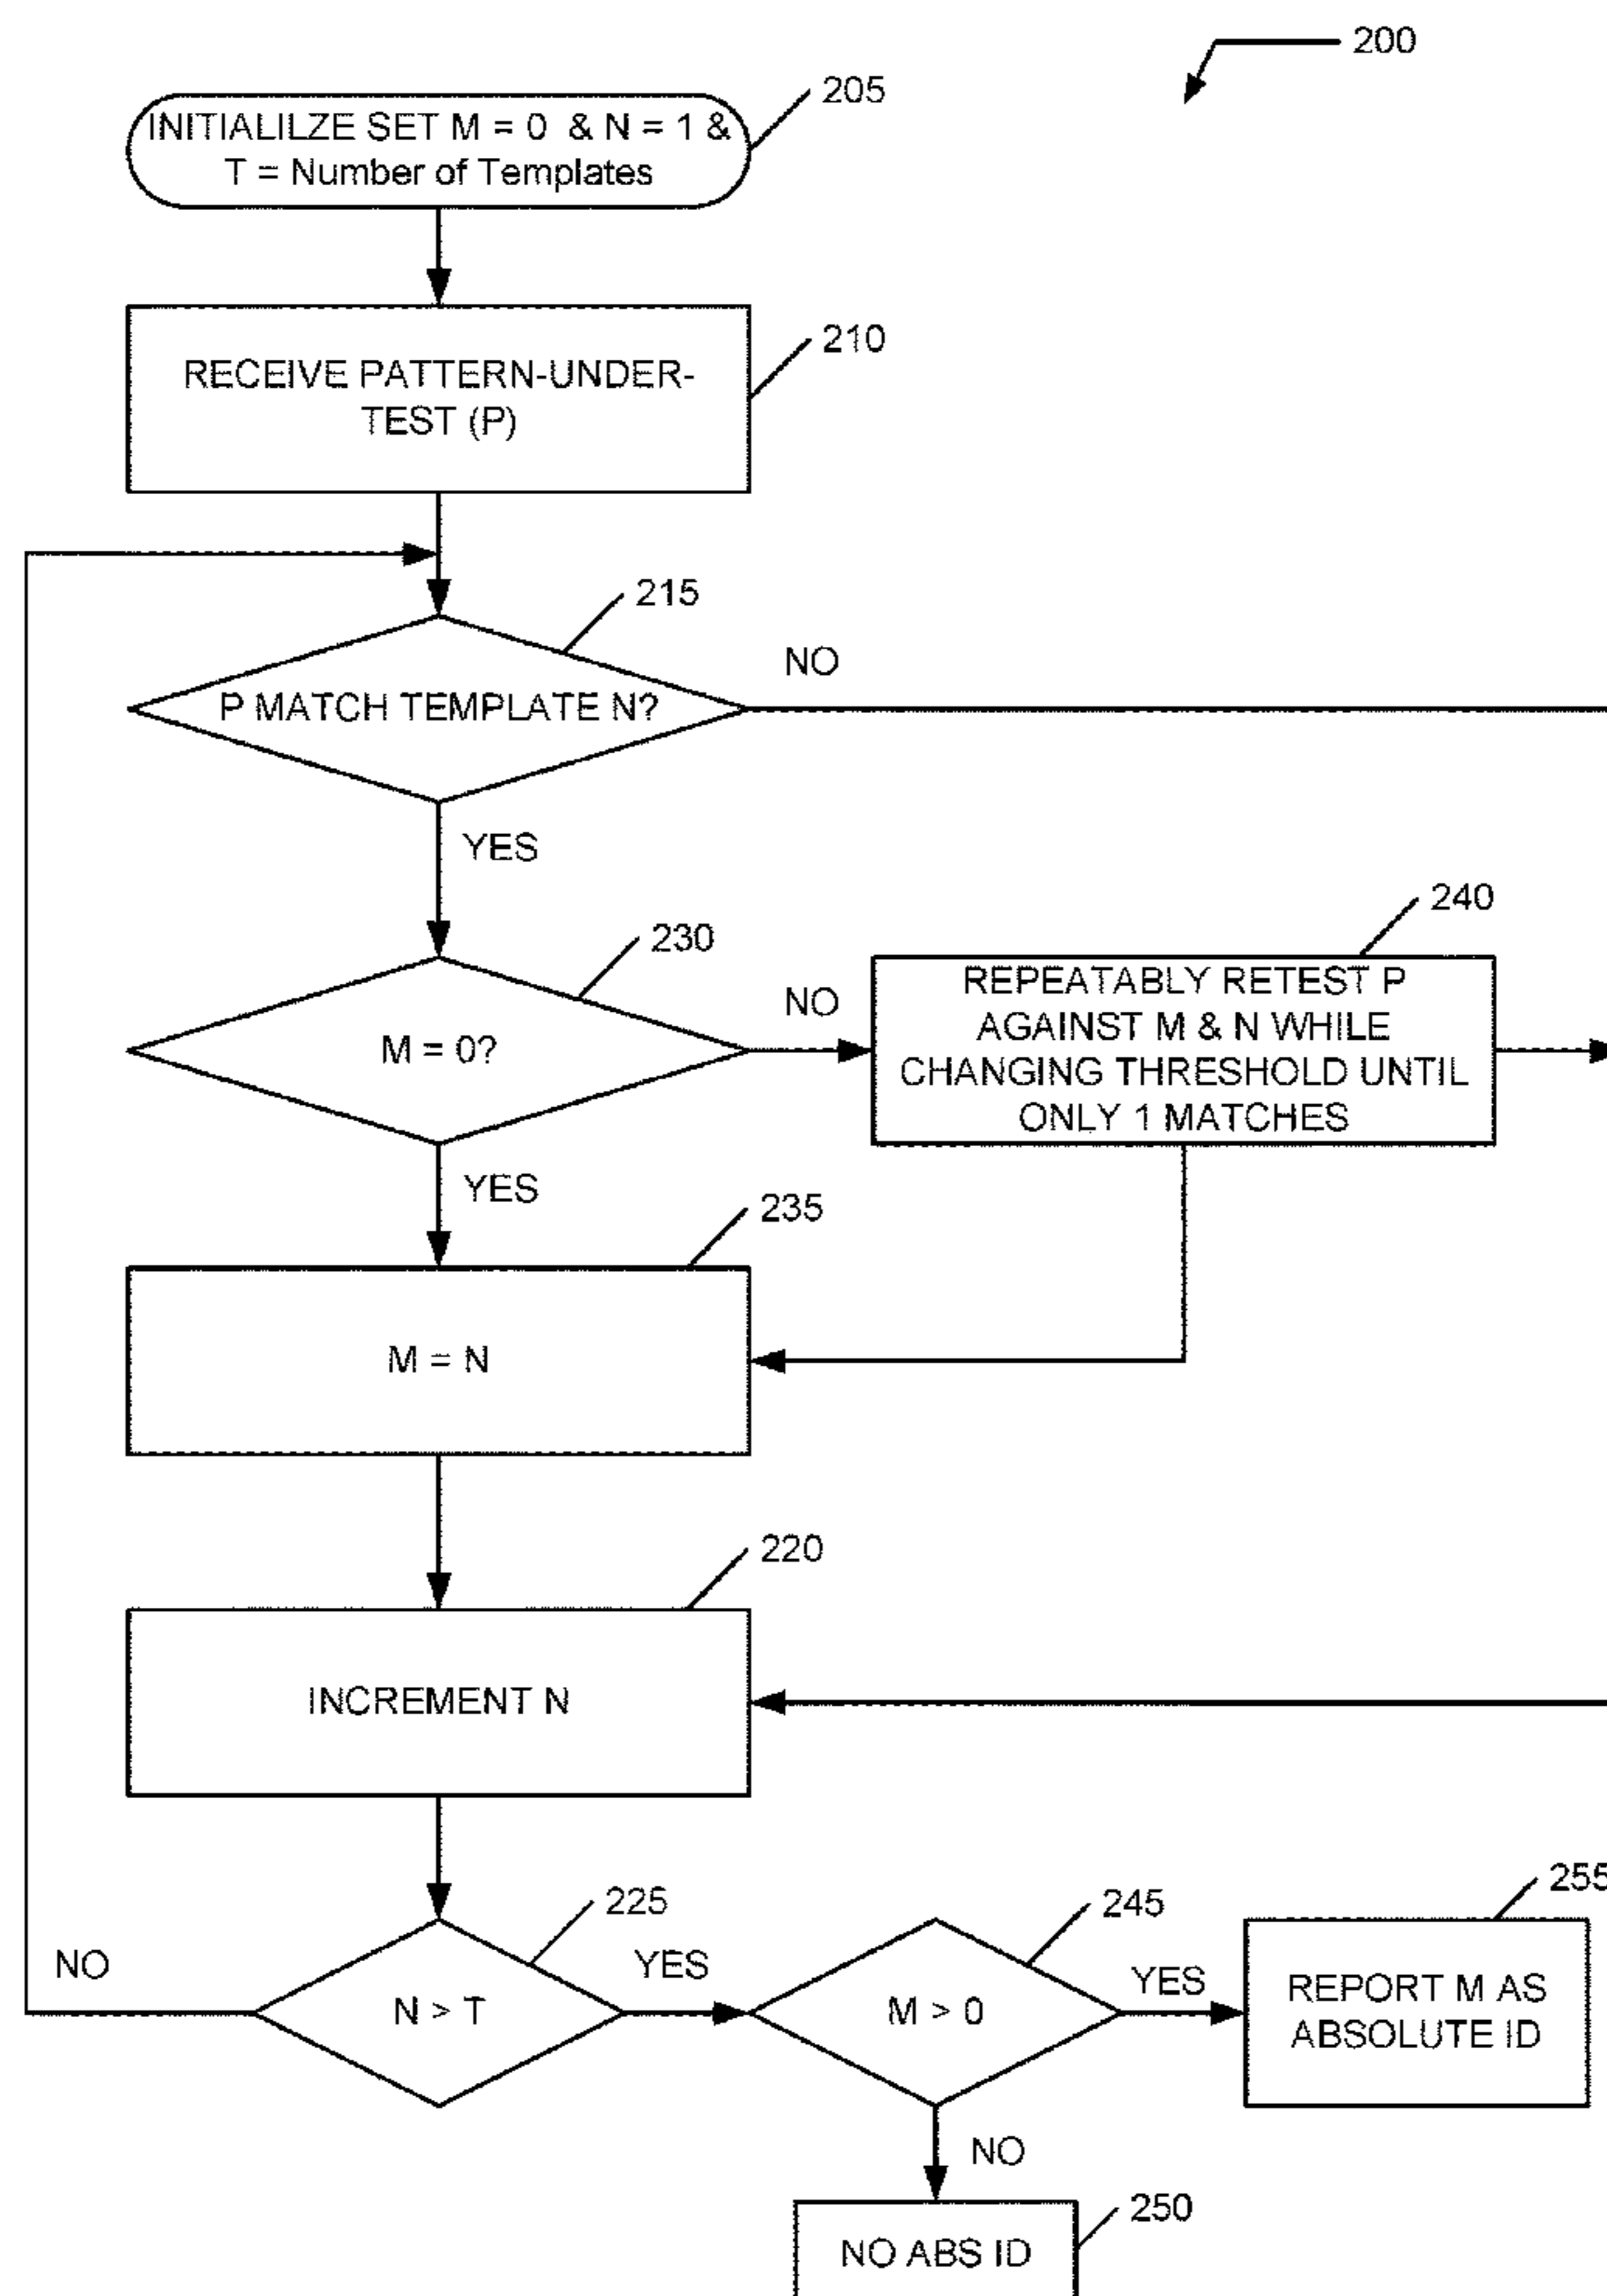 200
205
INITIALILZE SET M = 0 & N = 1 &
T = Number of Templates
210
RECEIVE PATTERN-UNDER-
TEST (P)
215
NO
P MATCH TEMPLATE N?
YES
230
240
NO
M = 0?
REPEATABLY RETEST P
AGAINST M & N WHILE
CHANGING THRESHOLD UNTIL
ONLY 1 MATCHES
YES
235
M = N
220
INCREMENT N
225
245
255
NO
N > T
YES
M > 0
YES
REPORT M AS
ABSOLUTE ID
NO
250
NO ABS ID